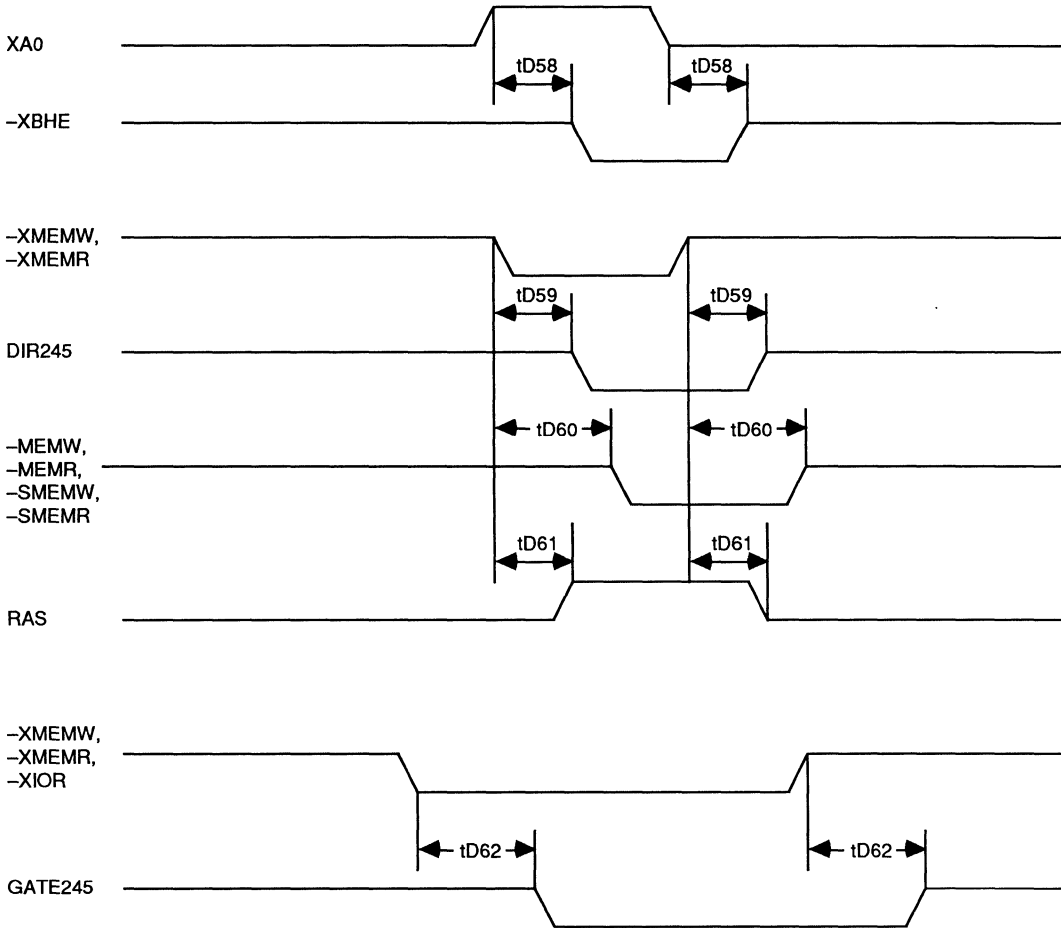 XA0
tD58 tD58
–XBHE
–XMEMW,
–XMEMR
tD59 tD59
DIR245
tD60 tD60
–MEMW,
–MEMR,
–SMEMW,
–SMEMR
tD61 tD61
RAS
–XMEMW,
–XMEMR,
–XIOR
tD62 tD62
GATE245